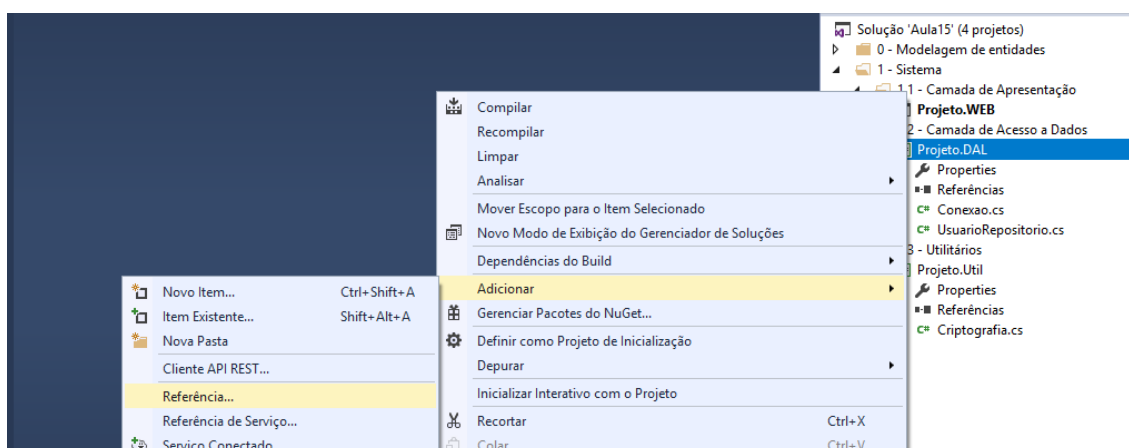 Solução 'Aula15' (4 projetos)
0 - Modelagem de entidades
1 - Sistema
1.1 - Camada de Apresentação
Projeto.WEB
2 - Camada de Acesso a Dados
Projeto.DAL
Properties
Referências
C# Conexao.cs
C# UsuarioRepositorio.cs
3 - Utilitários
Projeto.Util
Properties
Referências
C# Criptografia.cs
Compilar
Recompilar
Limpar
Analisar
Mover Escopo para o Item Selecionado
Novo Modo de Exibição do Gerenciador de Soluções
Dependências do Build
Adicionar
Gerenciar Pacotes do NuGet...
Definir como Projeto de Inicialização
Depurar
Inicializar Interativo com o Projeto
Recortar Ctrl+X
Colar Ctrl+V
Novo Item... Ctrl+Shift+A
Item Existente... Shift+Alt+A
Nova Pasta
Cliente API REST...
Referência...
Referência de Serviço...
Serviço Conectado